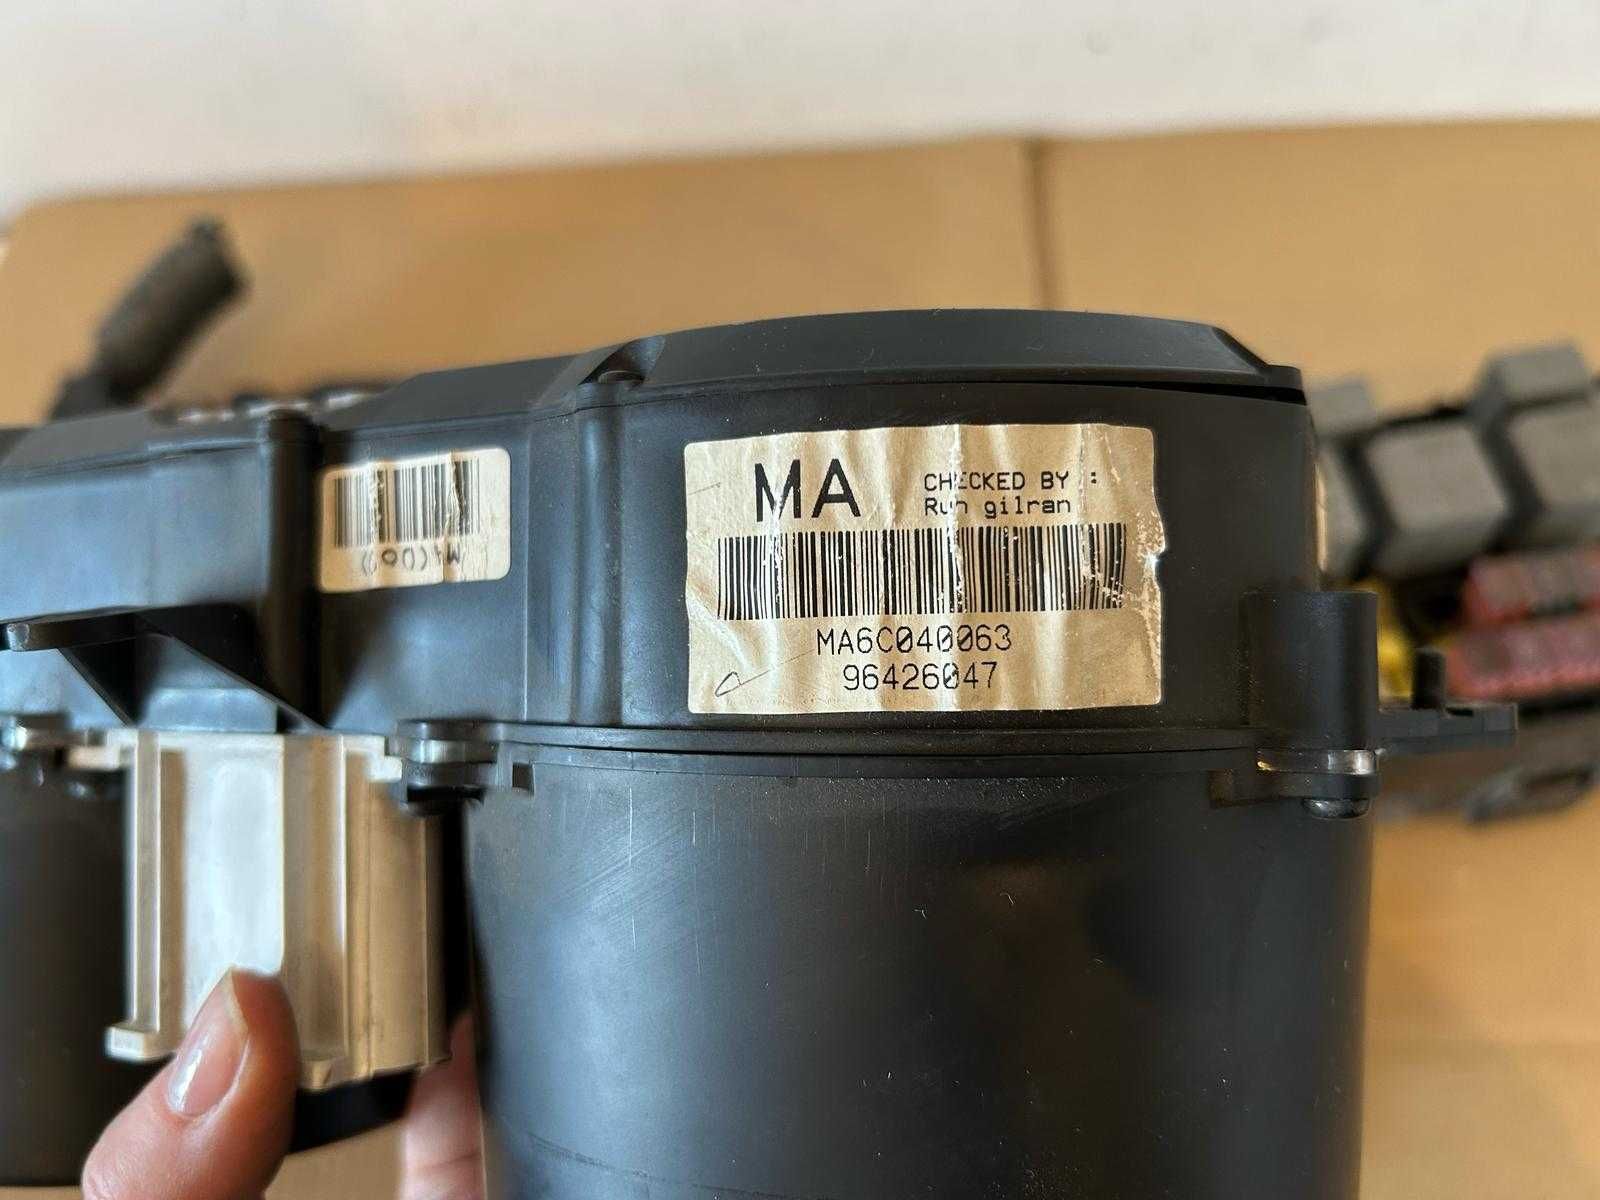 MA
CHECKED BY :
Run gilran
MA6C040063
96426047